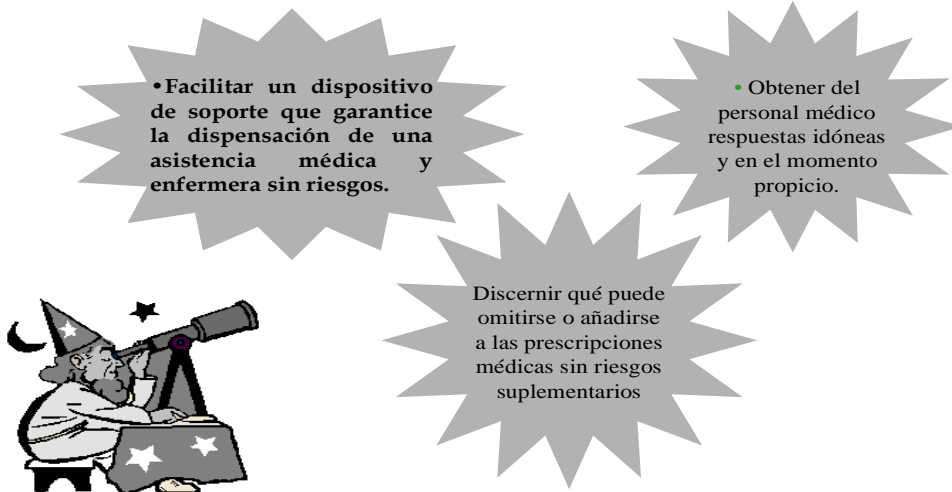 •Facilitar un dispositivo
de soporte que garantice
la dispensación de una
asistencia médica y
enfermera sin riesgos.
• Obtener del
personal médico
respuestas idóneas
y en el momento
propicio.
Discernir qué puede
omitirse o añadirse
a las prescripciones
médicas sin riesgos
suplementarios